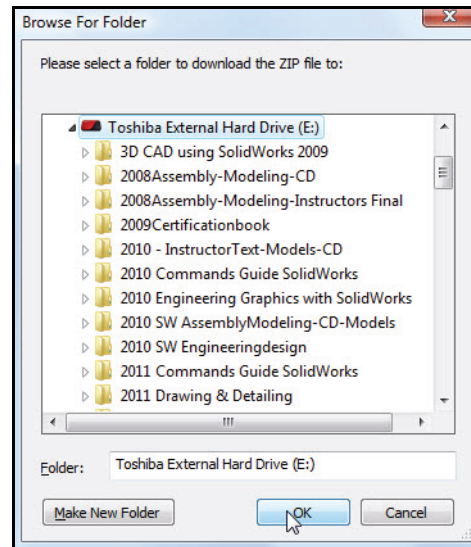 Browse For Folder
Please select a folder to download the ZIP file to:
Toshiba External Hard Drive (E:)
3D CAD using SolidWorks 2009
2008Assembly-Modeling-CD
2008Assembly-Modeling-Instructors Final
2009Certificationbook
2010 - InstructorText-Models-CD
2010 Commands Guide SolidWorks
2010 Engineering Graphics with SolidWorks
2010 SW AssemblyModeling-CD-Models
2010 SW Engineeringdesign
2011 Commands Guide SolidWorks
2011 Drawing & Detailing
Folder: Toshiba External Hard Drive (E:)
Make New Folder OK Cancel